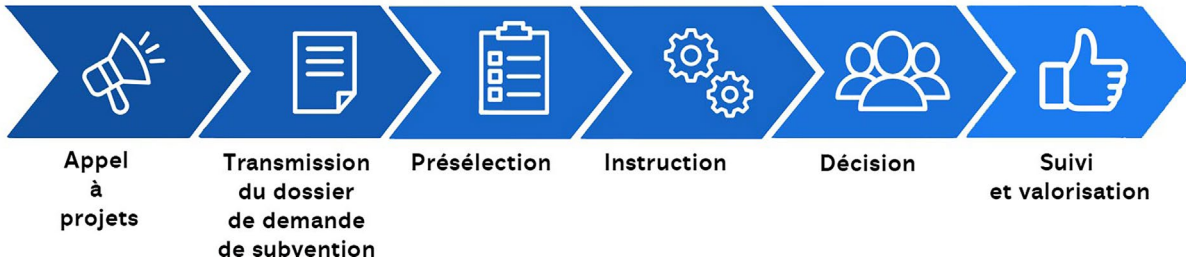 Appel
à
projets
Transmission
du dossier
de demande
de subvention
Présélection
Instruction
Décision
Suivi
et valorisation